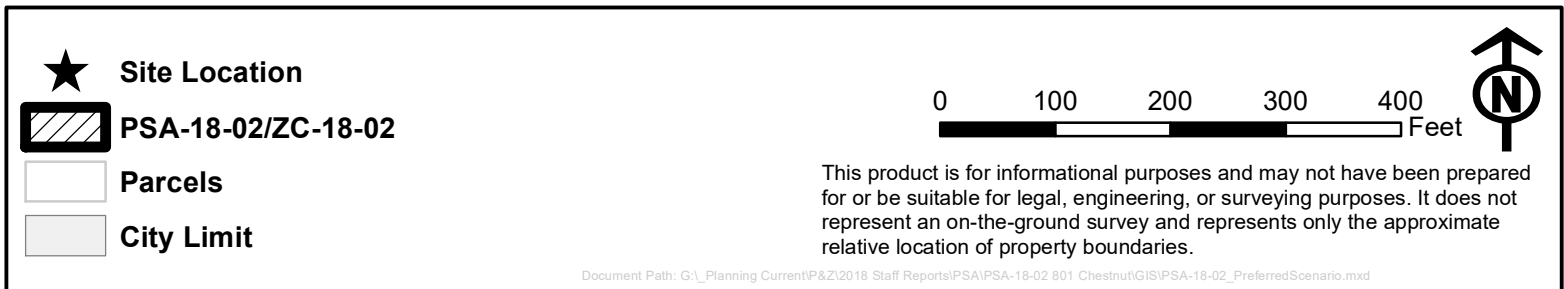 Site Location
PSA-18-02/ZC-18-02
Parcels
City Limit
0 100 200 300 400
Feet
N
This product is for informational purposes and may not have been prepared
for or be suitable for legal, engineering, or surveying purposes. It does not
represent an on-the-ground survey and represents only the approximate
relative location of property boundaries.
Document Path: G:\_Planning Current\P&Z\2018 Staff Reports\PSA\PSA-18-02 801 Chestnut\GIS\PSA-18-02_PreferredScenario.mxd